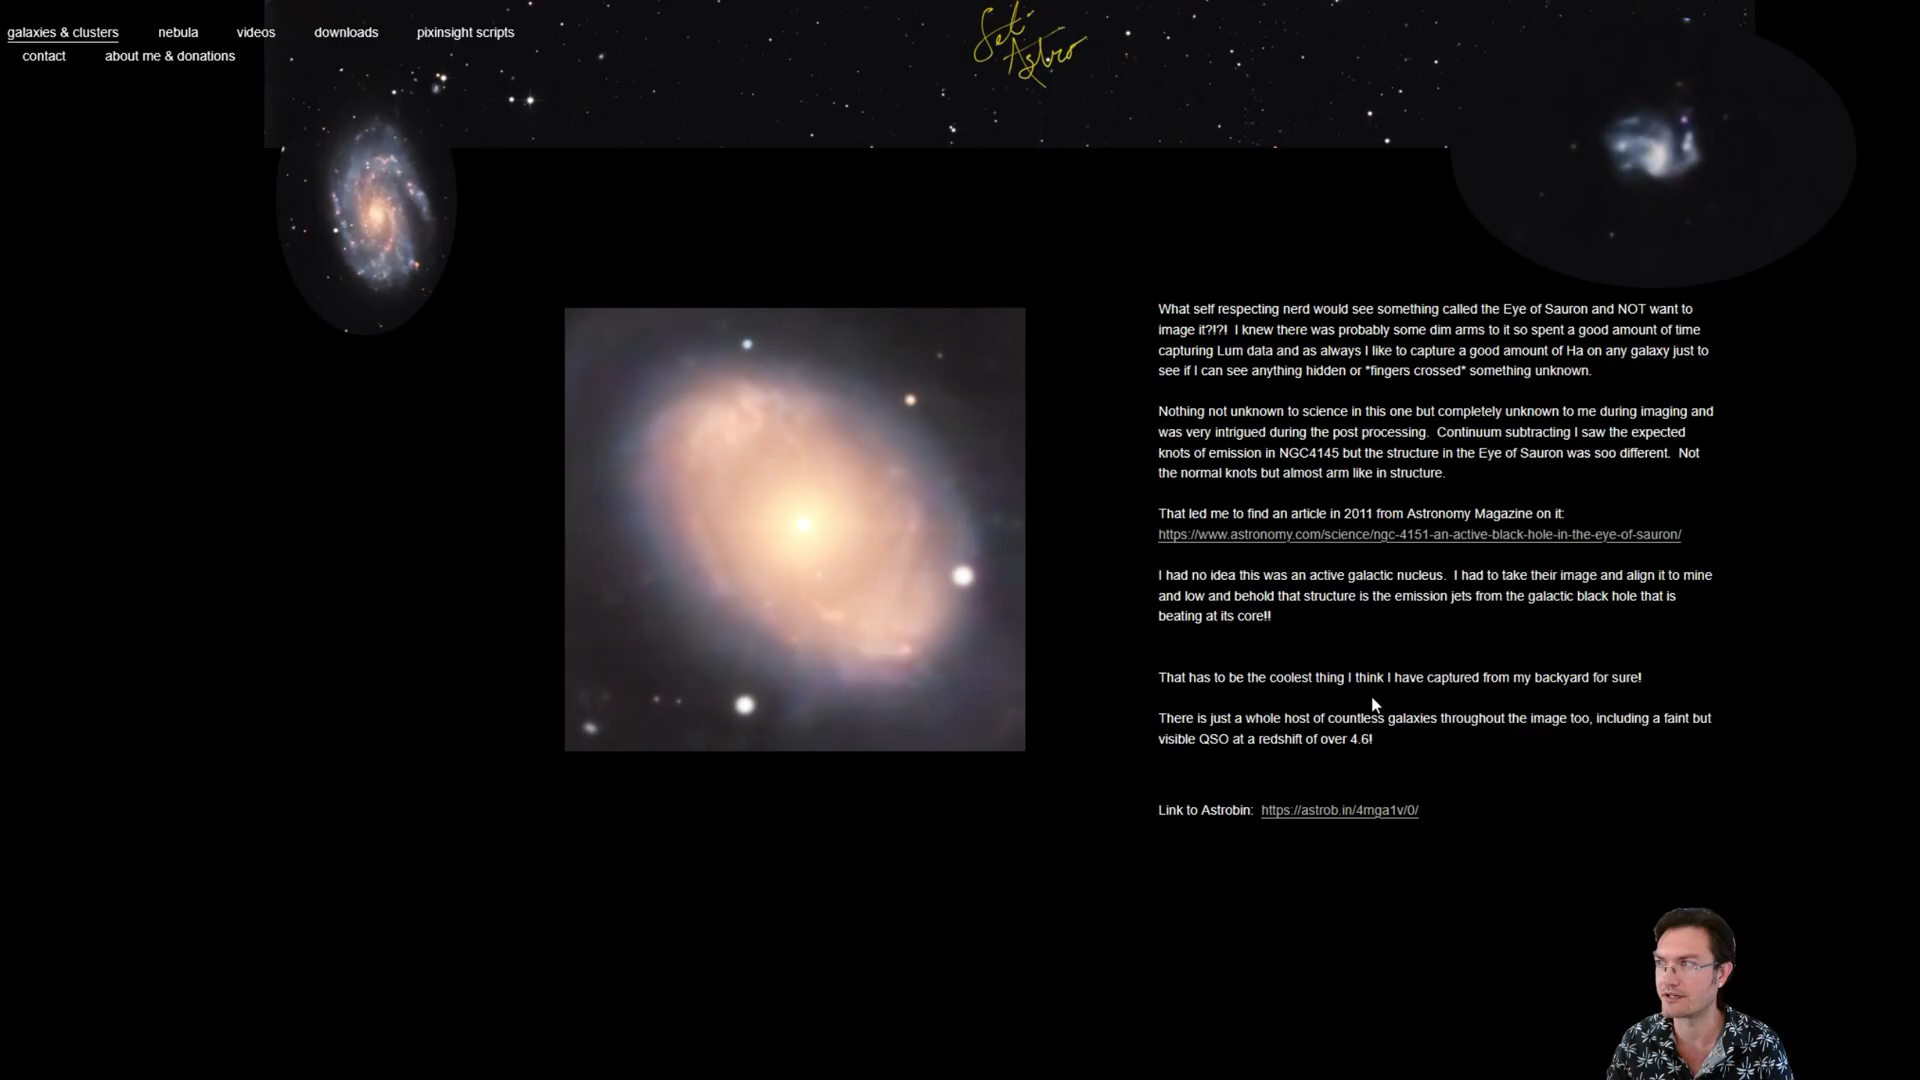 galaxies & clusters nebula videos downloads pixinsight scripts
contact about me & donations
Seti
Astro
What self respecting nerd would see something called the Eye of Sauron and NOT want to
image it?!?!  I knew there was probably some dim arms to it so spent a good amount of time
capturing Lum data and as always I like to capture a good amount of Ha on any galaxy just to
see if I can see anything hidden or *fingers crossed* something unknown.
Nothing not unknown to science in this one but completely unknown to me during imaging and
was very intrigued during the post processing.  Continuum subtracting I saw the expected
knots of emission in NGC4145 but the structure in the Eye of Sauron was soo different.  Not
the normal knots but almost arm like in structure.
That led me to find an article in 2011 from Astronomy Magazine on it:
https://www.astronomy.com/science/ngc-4151-an-active-black-hole-in-the-eye-of-sauron/
I had no idea this was an active galactic nucleus.  I had to take their image and align it to mine
and low and behold that structure is the emission jets from the galactic black hole that is
beating at its core!!
That has to be the coolest thing I think I have captured from my backyard for sure!
There is just a whole host of countless galaxies throughout the image too, including a faint but
visible QSO at a redshift of over 4.6!
Link to Astrobin:  https://astrob.in/4mga1v/0/